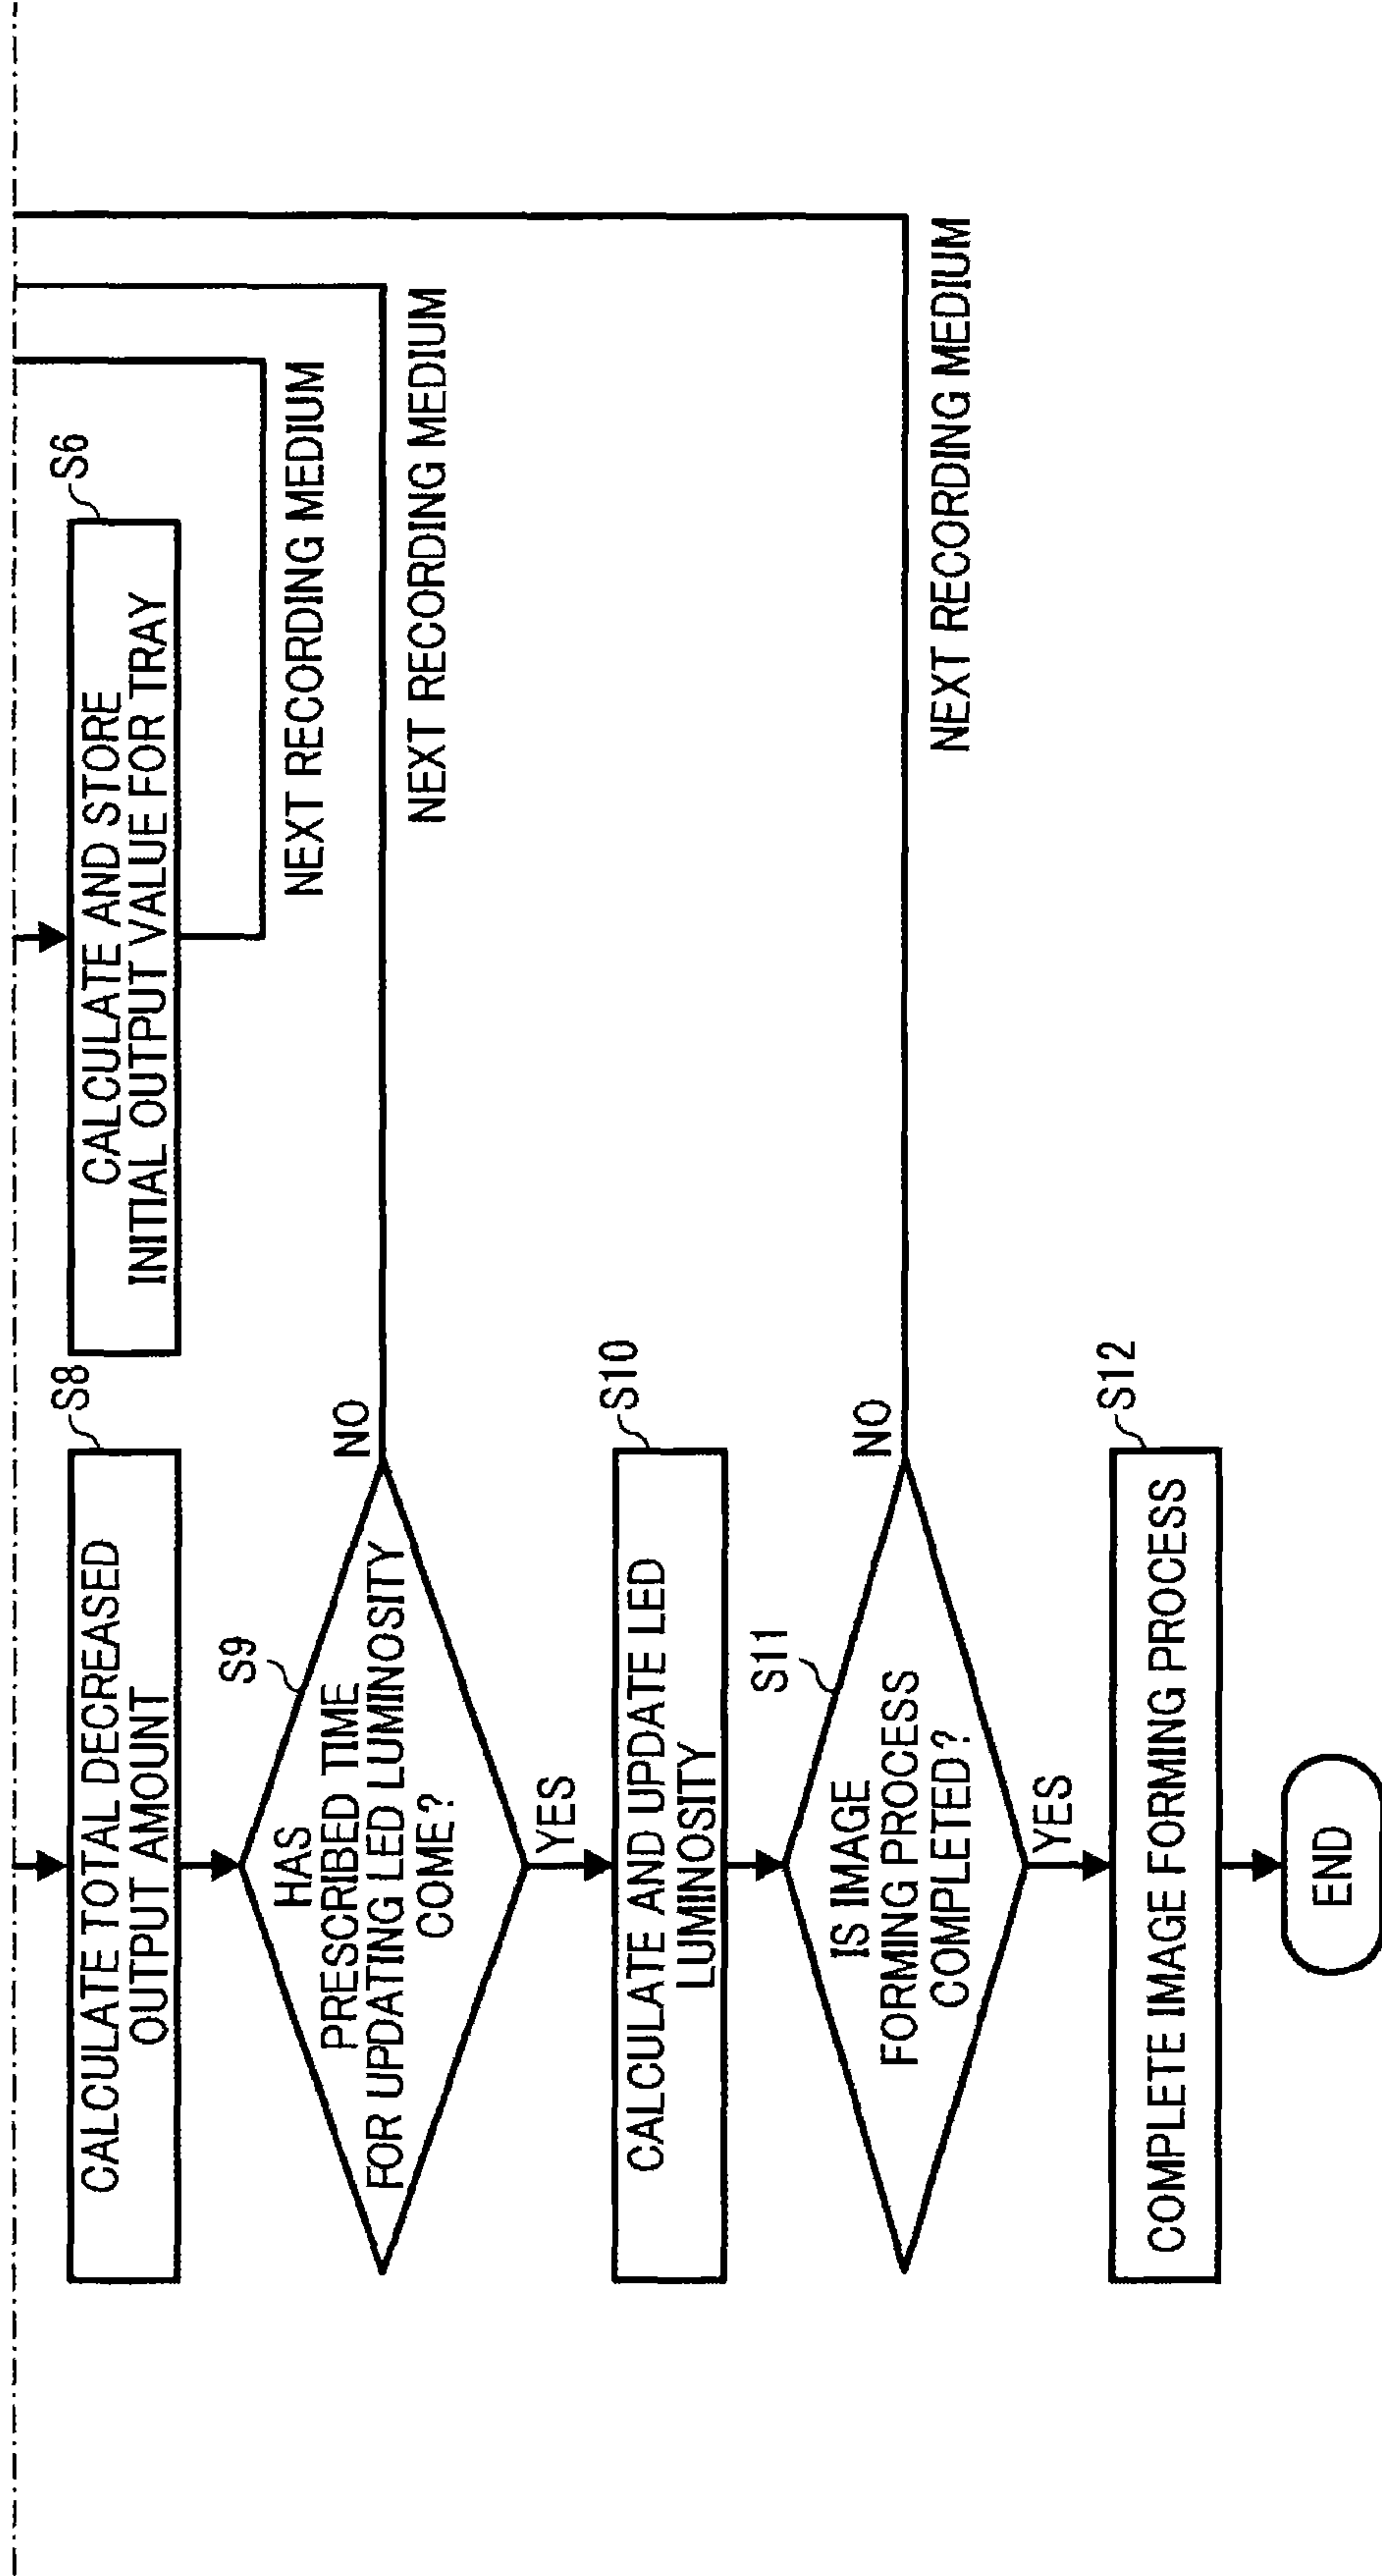 S8
CALCULATE TOTAL DECREASED
OUTPUT AMOUNT
S6
CALCULATE AND STORE
INITIAL OUTPUT VALUE FOR TRAY
NEXT RECORDING MEDIUM
S9
HAS
PRESCRIBED TIME
FOR UPDATING LED LUMINOSITY
COME?
NO
NEXT RECORDING MEDIUM
YES
S10
CALCULATE AND UPDATE LED
LUMINOSITY
S11
IS IMAGE
FORMING PROCESS
COMPLETED?
NO
NEXT RECORDING MEDIUM
YES
S12
COMPLETE IMAGE FORMING PROCESS
END